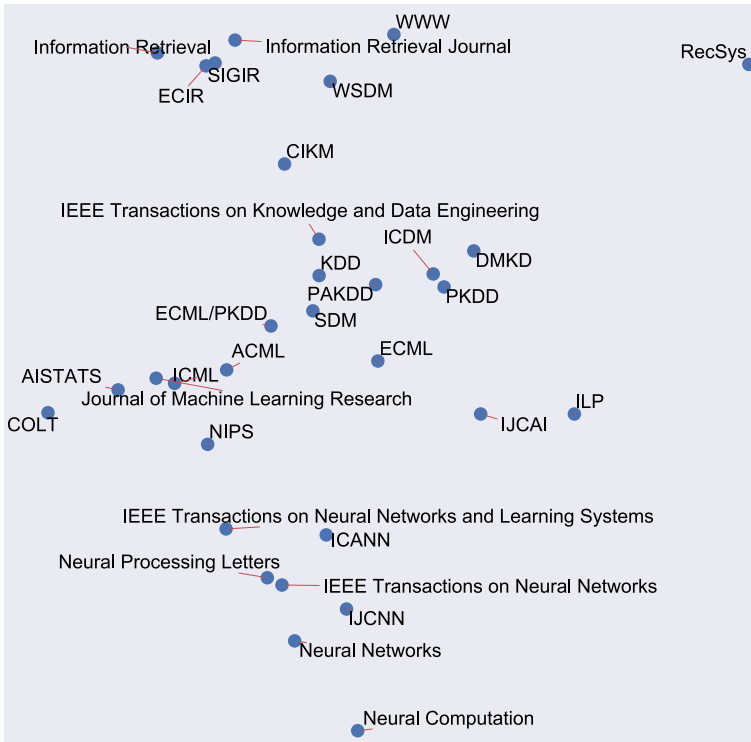 WWW
Information Retrieval
Information Retrieval Journal
RecSys
SIGIR
ECIR
WSDM
CIKM
IEEE Transactions on Knowledge and Data Engineering
ICDM
DMKD
KDD
PAKDD
PKDD
ECML/PKDD
SDM
ACML
ECML
AISTATS
ICML
Journal of Machine Learning Research
ILP
COLT
NIPS
IJCAI
IEEE Transactions on Neural Networks and Learning Systems
ICANN
Neural Processing Letters
IEEE Transactions on Neural Networks
IJCNN
Neural Networks
Neural Computation